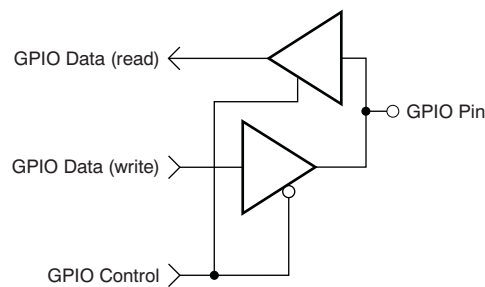 GPIO Data (read)
GPIO Pin
GPIO Data (write)
GPIO Control